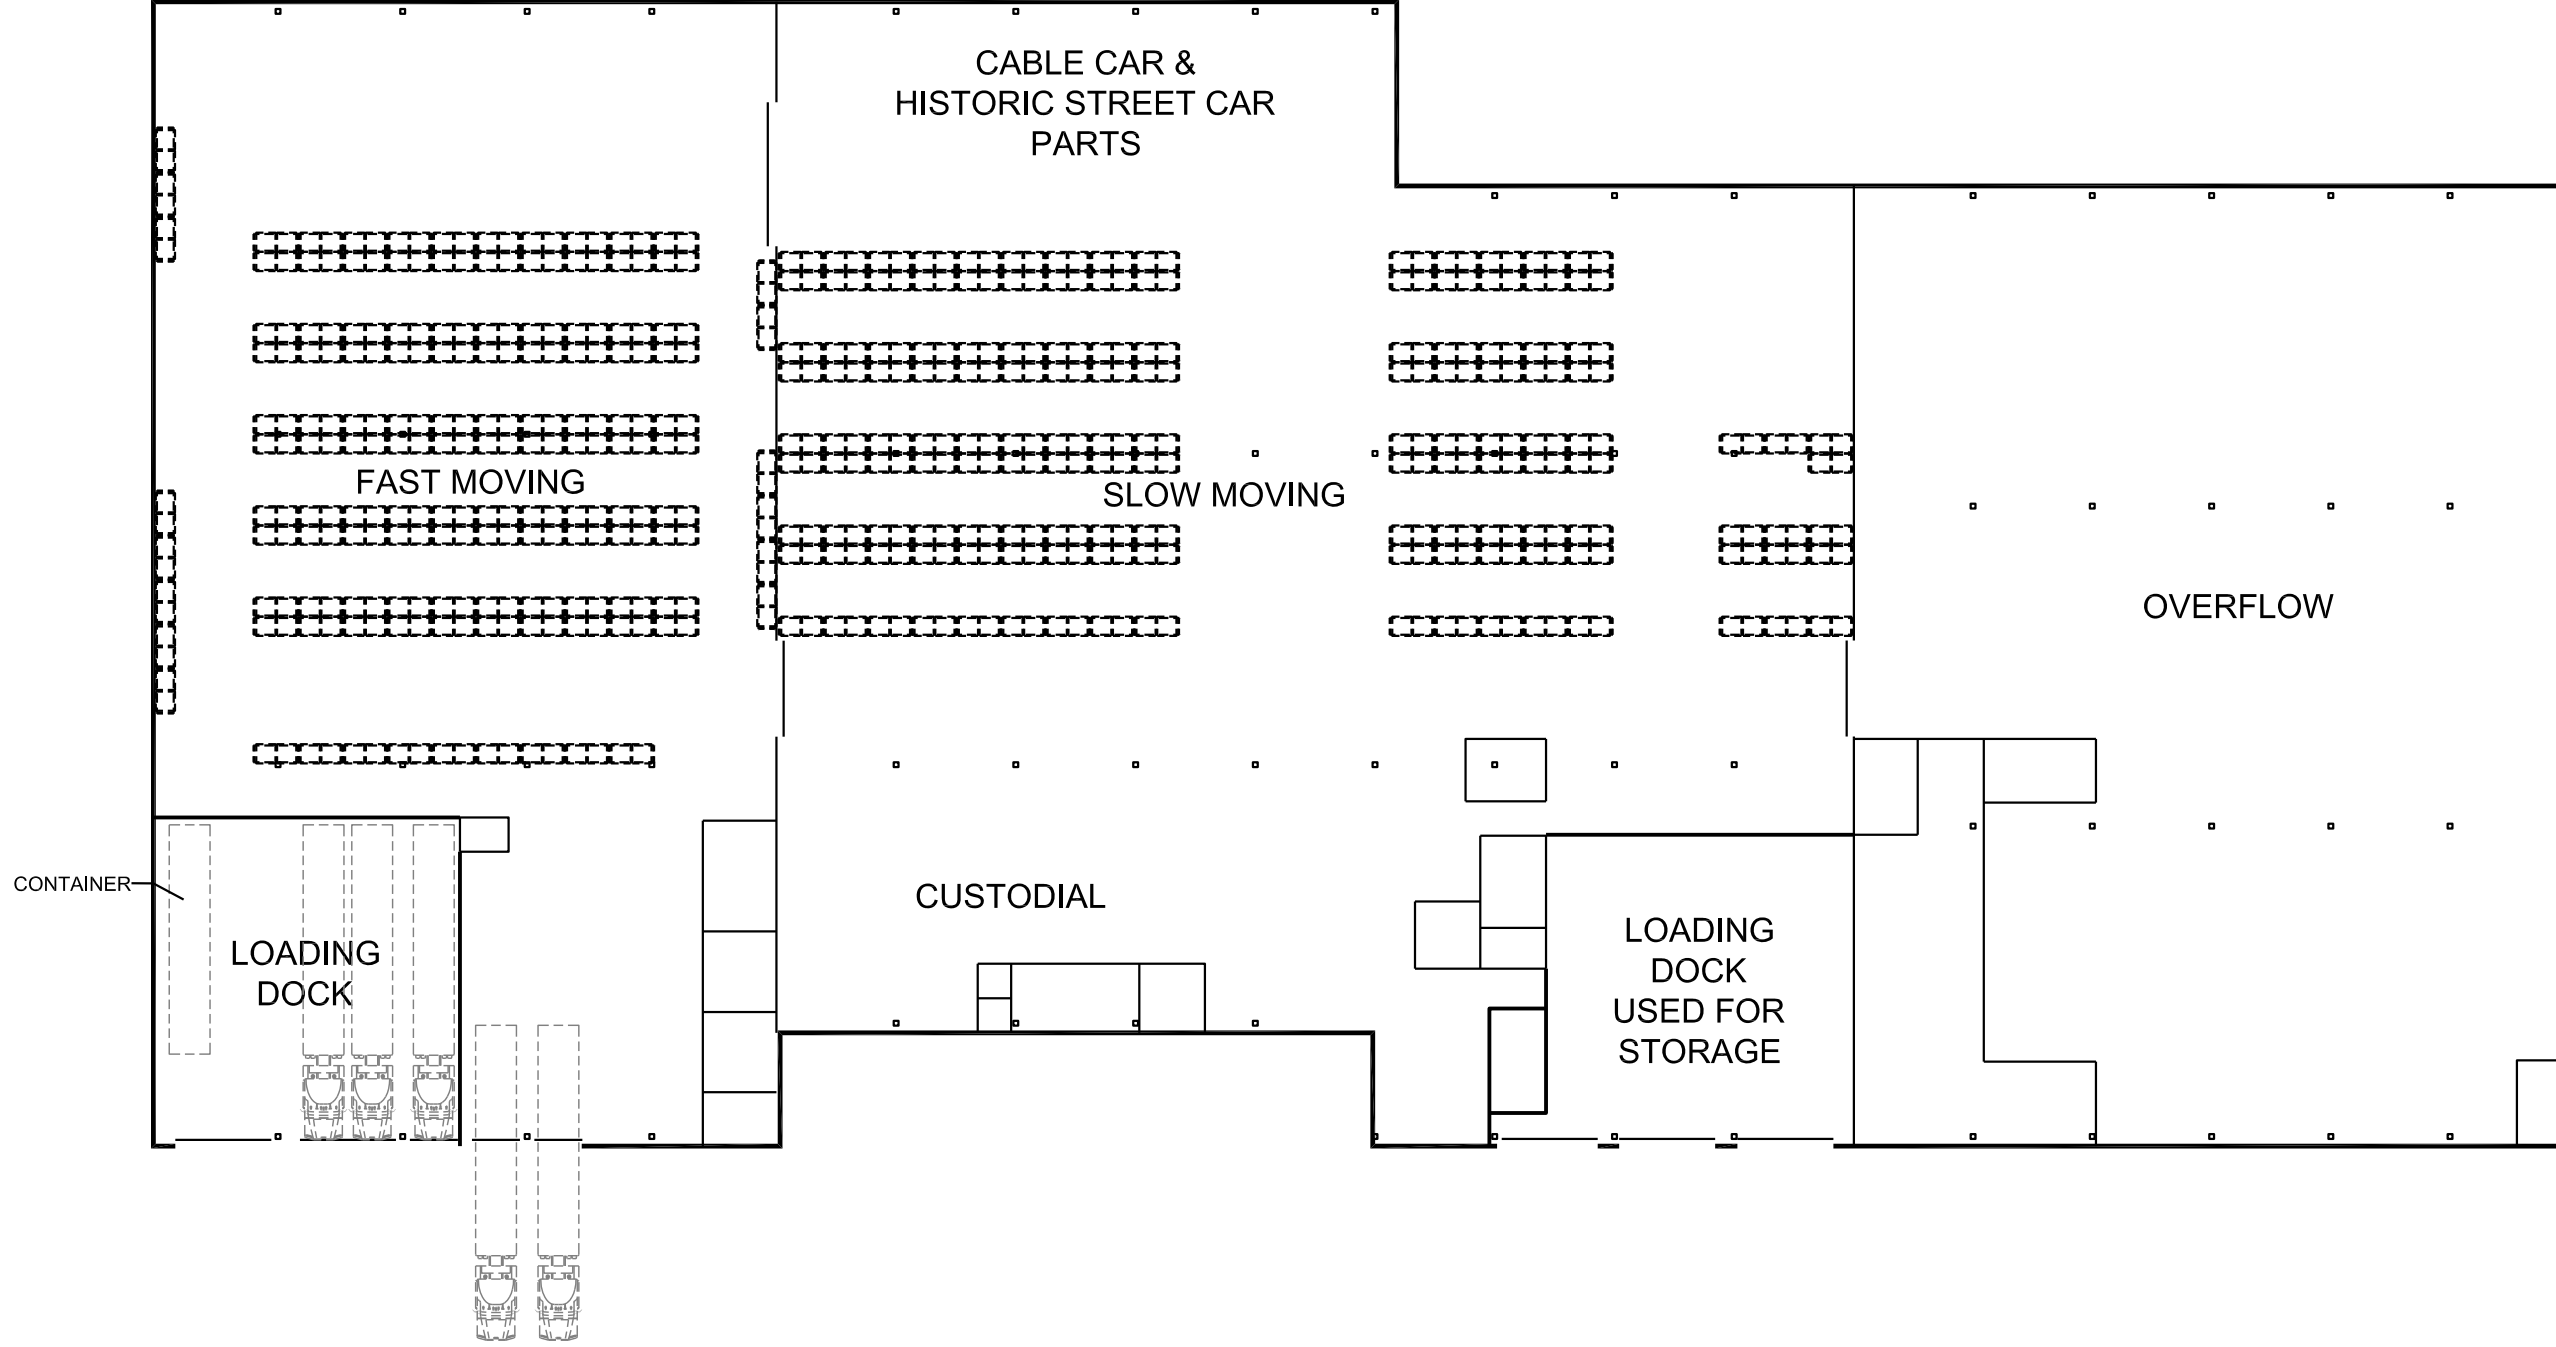 CABLE CAR &
HISTORIC STREET CAR
PARTS
FAST MOVING
SLOW MOVING
OVERFLOW
CONTAINER
LOADING
DOCK
CUSTODIAL
LOADING
DOCK
USED FOR
STORAGE